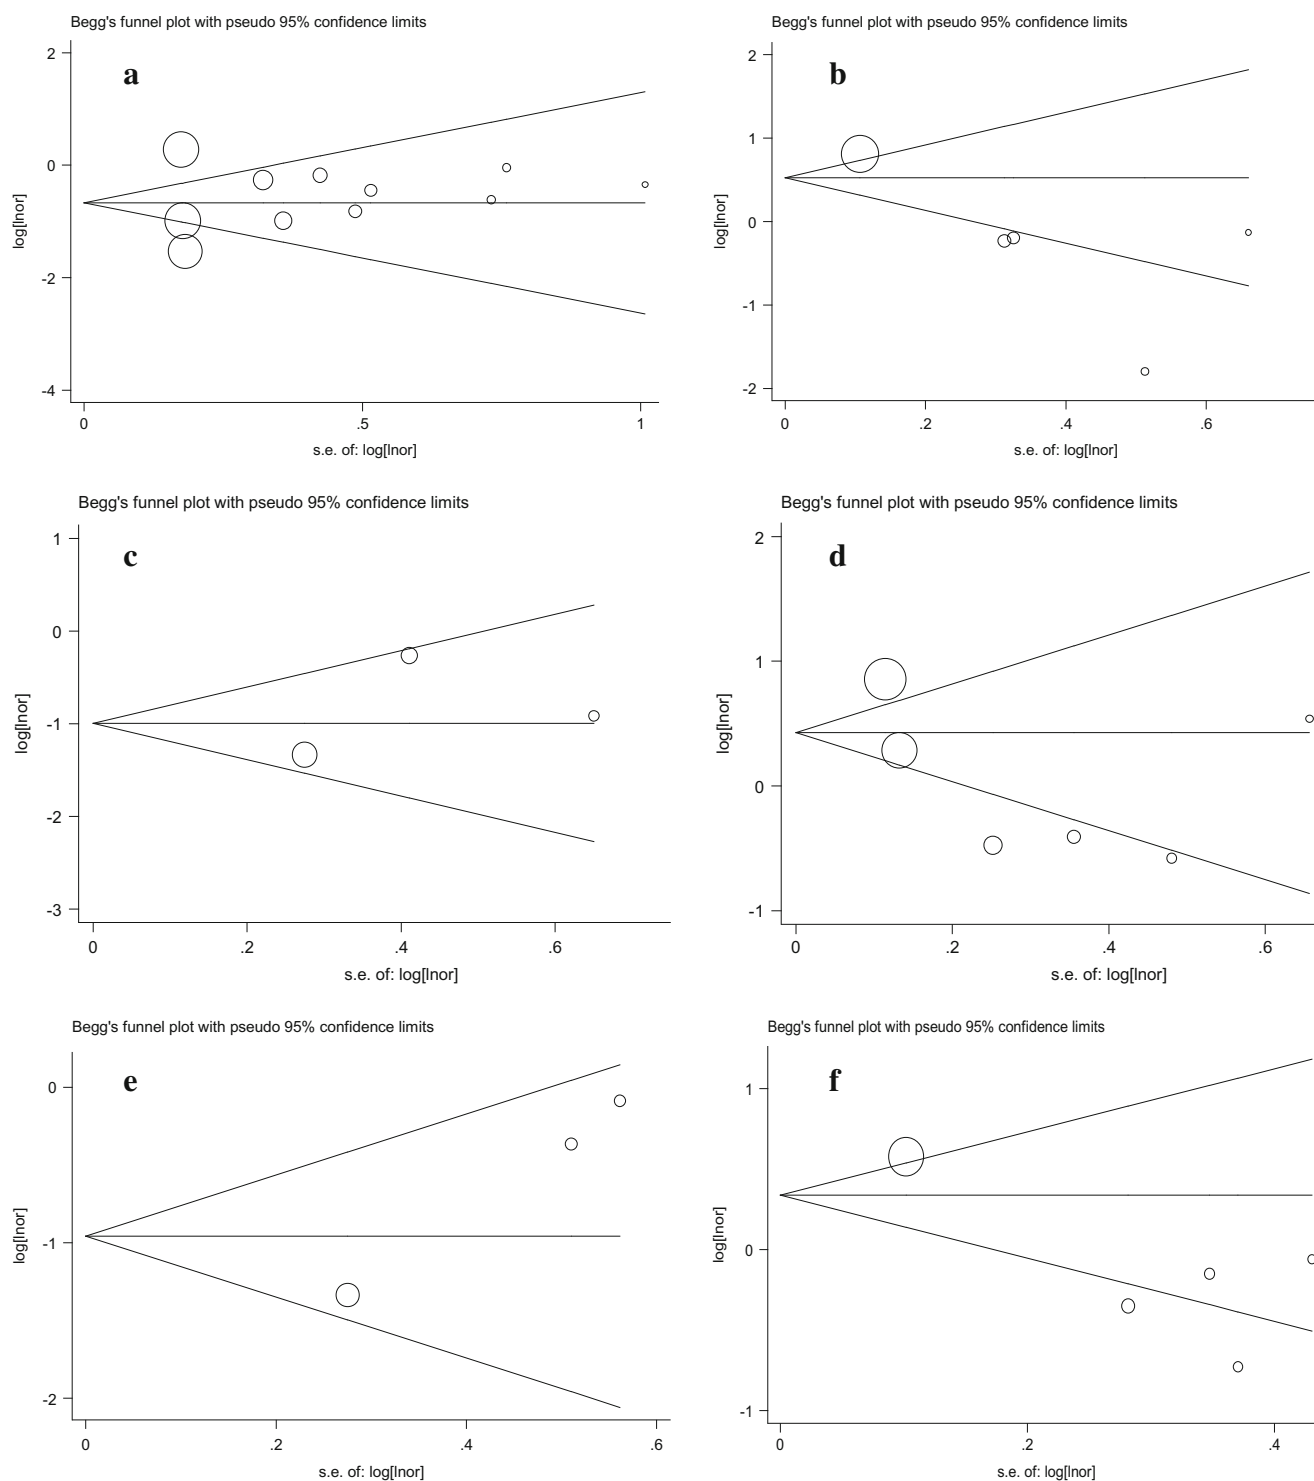 Begg's funnel plot with pseudo 95% confidence limits
a
2
0
-2
-4
log[lnor]
0
.5
1
s.e. of: log[lnor]
Begg's funnel plot with pseudo 95% confidence limits
b
2
1
0
-1
-2
log[lnor]
0
.2
.4
.6
s.e. of: log[lnor]
Begg's funnel plot with pseudo 95% confidence limits
c
1
0
-1
-2
-3
log[lnor]
0
.2
.4
.6
s.e. of: log[lnor]
Begg's funnel plot with pseudo 95% confidence limits
d
2
1
0
-1
log[lnor]
0
.2
.4
.6
s.e. of: log[lnor]
Begg's funnel plot with pseudo 95% confidence limits
e
0
-1
-2
log[lnor]
0
.2
.4
.6
s.e. of: log[lnor]
Begg's funnel plot with pseudo 95% confidence limits
f
1
0
-1
log[lnor]
0
.2
.4
s.e. of: log[lnor]